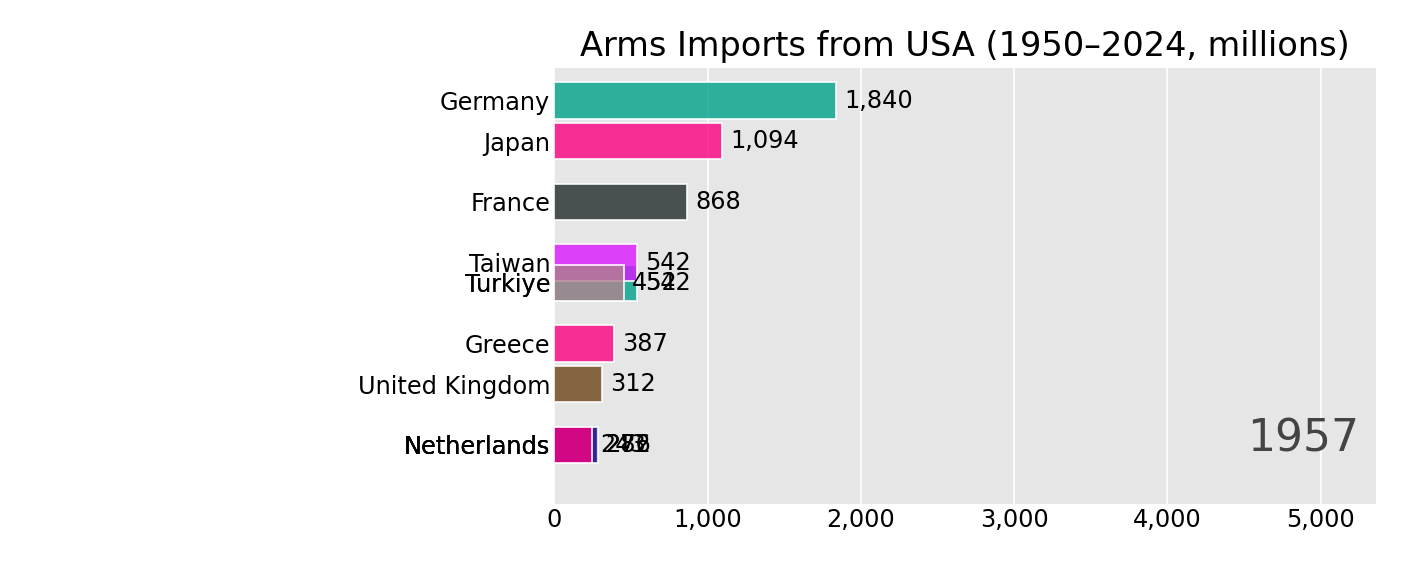 Arms Imports from USA (1950–2024, millions)
Germany 1,840
Japan 1,094
France 868
Taiwan 542
Turkiye
Greece 387
United Kingdom 312
Netherlands
1957
0 1,000 2,000 3,000 4,000 5,000